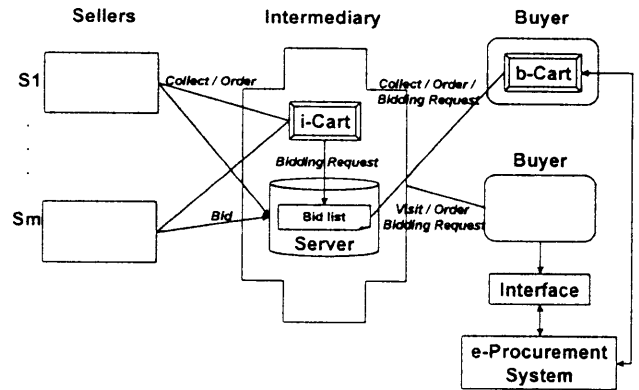 Sellers
Intermediary
Buyer
S1
Collect / Order
Collect / Order /
Bidding Request
b-Cart
i-Cart
Bidding Request
Buyer
Sm
Bid
Bid list
Visit / Order
Bidding Request
Server
Interface
e-Procurement
System